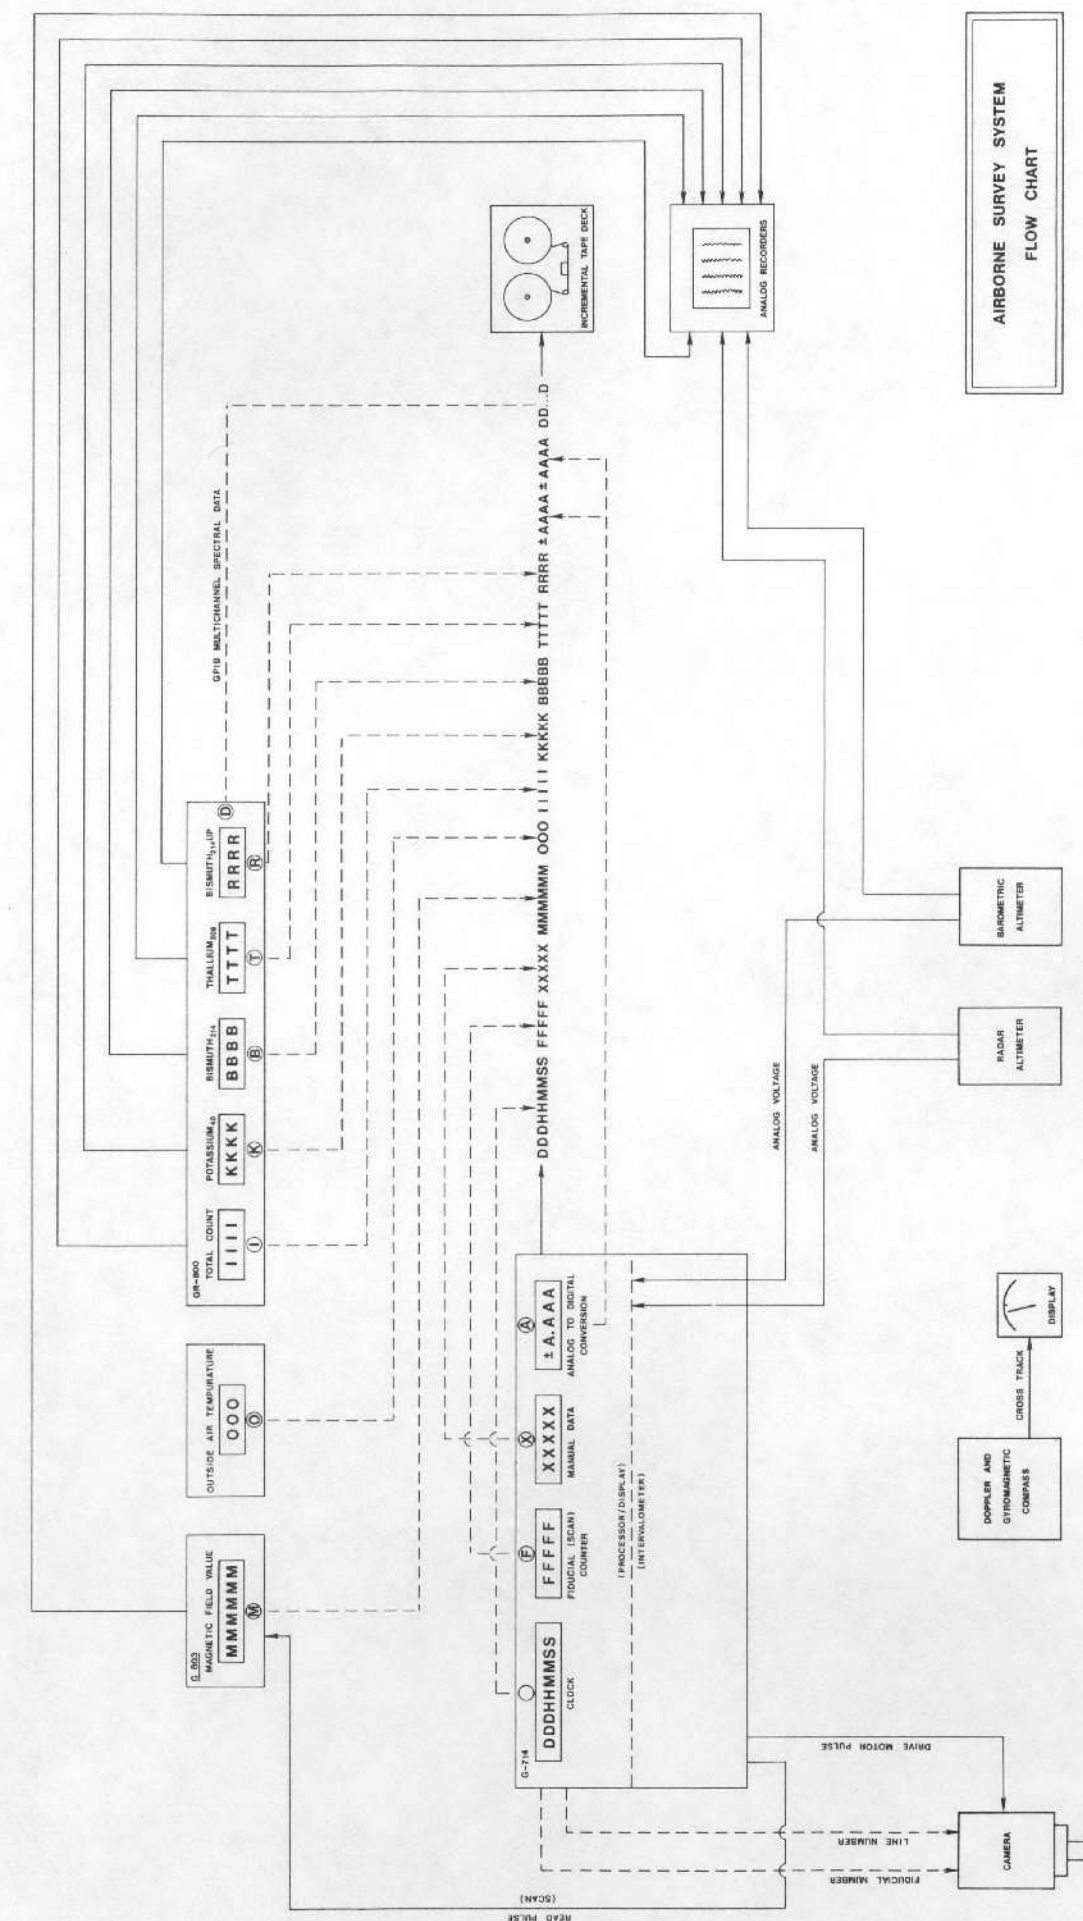 AIRBORNE SURVEY SYSTEM
FLOW CHART
G 803
MAGNETIC FIELD VALUE
MMMMMM
M
OUTSIDE AIR TEMPURATURE
OOO
O
GR-800
TOTAL COUNT
IIII
I
POTASSIUM40
KKKK
K
BISMUTH214
BBBB
B
THALLIUM208
TTTT
T
BISMUTH214UP
RRRR
R
D
GPIB MULTICHANNEL SPECTRAL DATA
DDDHHMMSS FFFFF XXXXX MMMMMM OOO IIIII KKKKK BBBBB TTTTT RRRR ±AAAA ±AAAA DD...D
INCREMENTAL TAPE DECK
ANALOG RECORDERS
G-714
DDDHHMMSS
CLOCK
F
FFFFF
FIDUCIAL (SCAN)
COUNTER
X
XXXXX
MANUAL DATA
A
±A.AAA
ANALOG TO DIGITAL
CONVERSION
(PROCESSOR/DISPLAY)
(INTERVALOMETER)
READ PULSE
(SCAN)
FIDUCIAL NUMBER
LINE NUMBER
DRIVE MOTOR PULSE
CAMERA
DOPPLER AND
GYROMAGNETIC
COMPASS
CROSS TRACK
DISPLAY
ANALOG VOLTAGE
ANALOG VOLTAGE
RADAR
ALTIMETER
BAROMETRIC
ALTIMETER